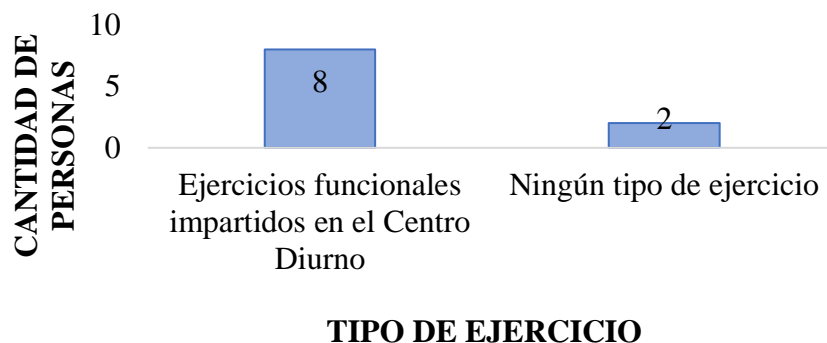 CANTIDAD DE
PERSONAS
10
5
0
8
2
Ejercicios funcionales
impartidos en el Centro
Diurno
Ningún tipo de ejercicio
TIPO DE EJERCICIO